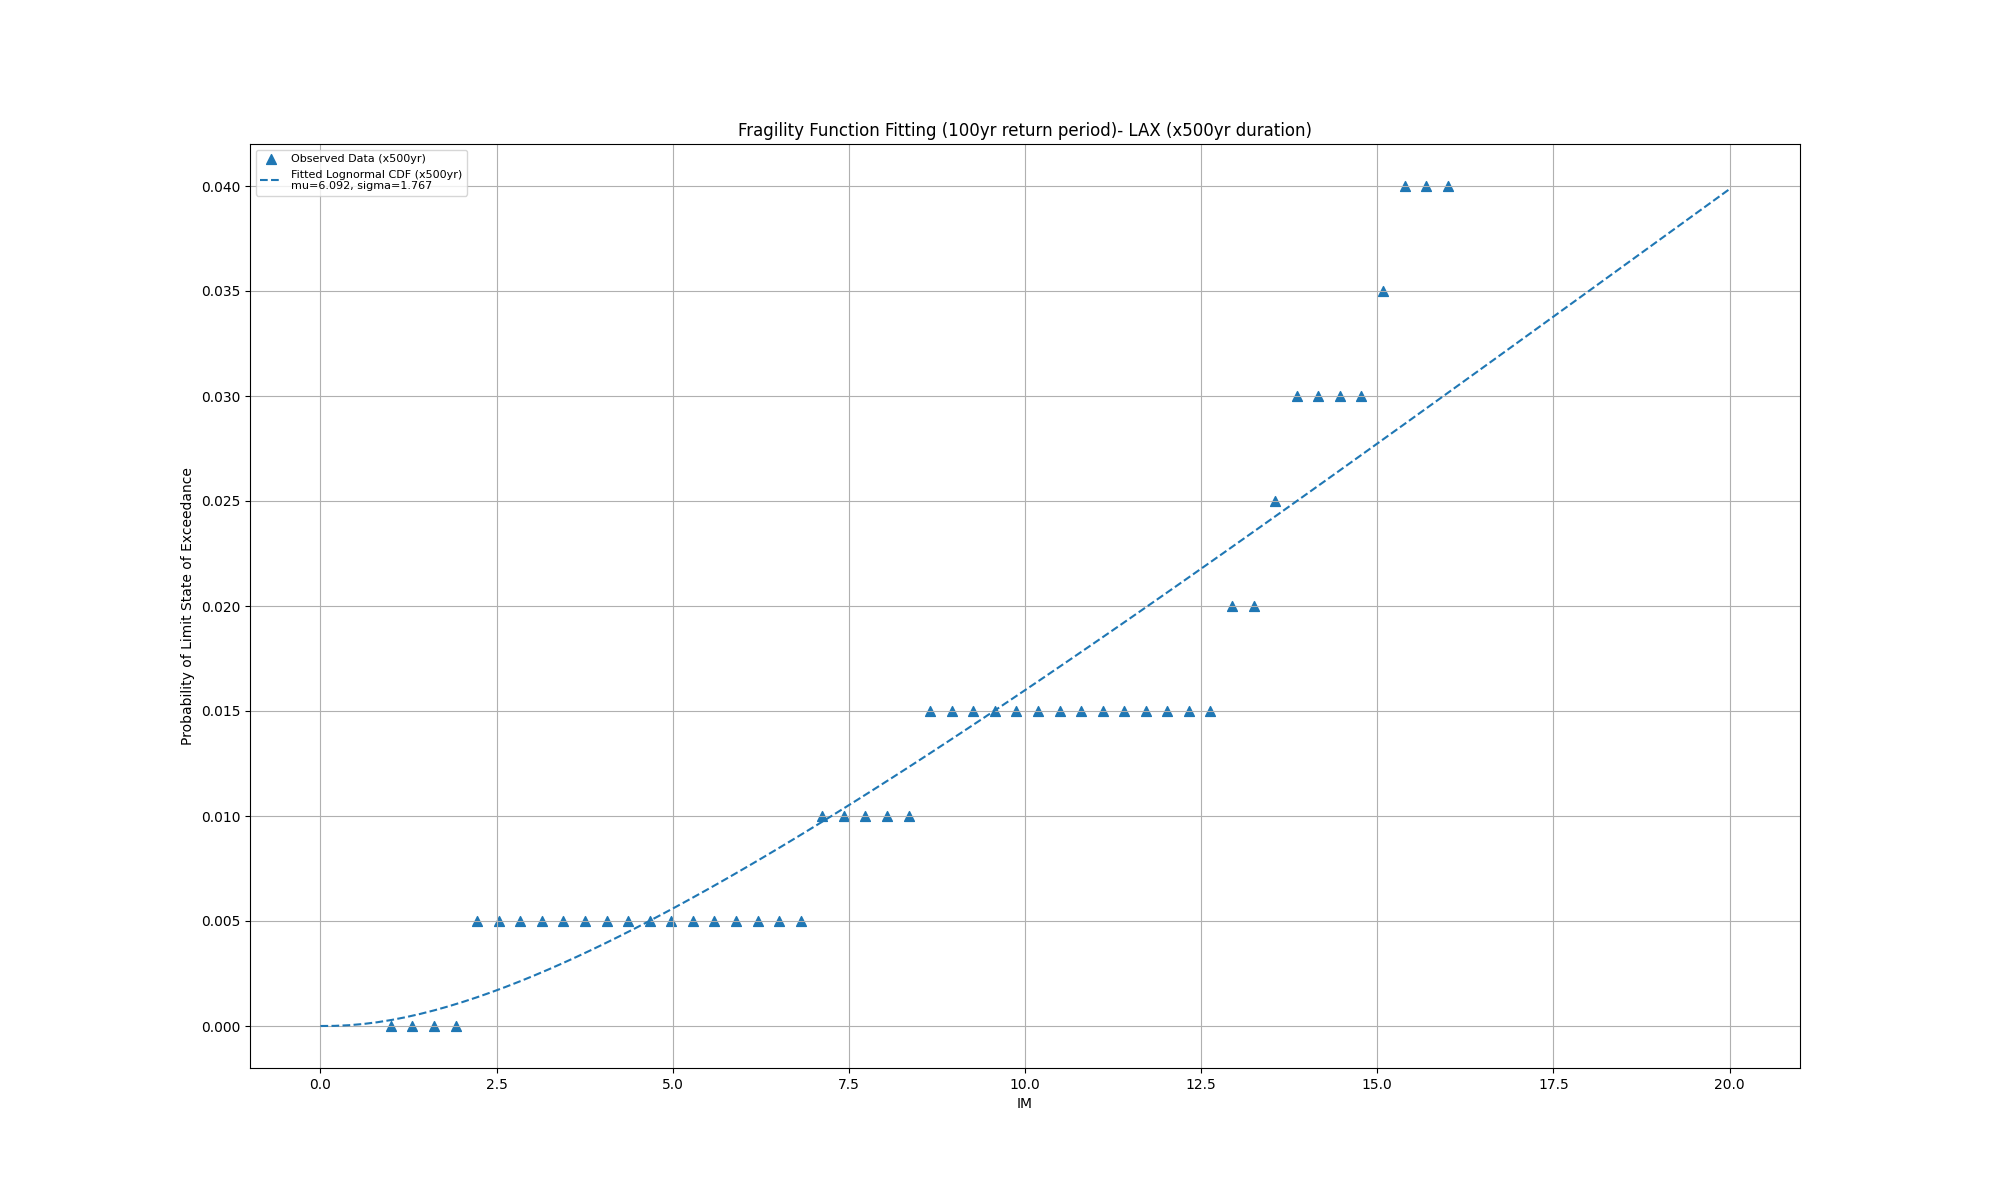 Fragility Function Fitting (100yr return period)- LAX (x500yr duration)
Observed Data (x500yr)
Fitted Lognormal CDF (x500yr)
mu=6.092, sigma=1.767
Probability of Limit State of Exceedance
0.040
0.035
0.030
0.025
0.020
0.015
0.010
0.005
0.000
0.0 2.5 5.0 7.5 10.0 12.5 15.0 17.5 20.0
IM